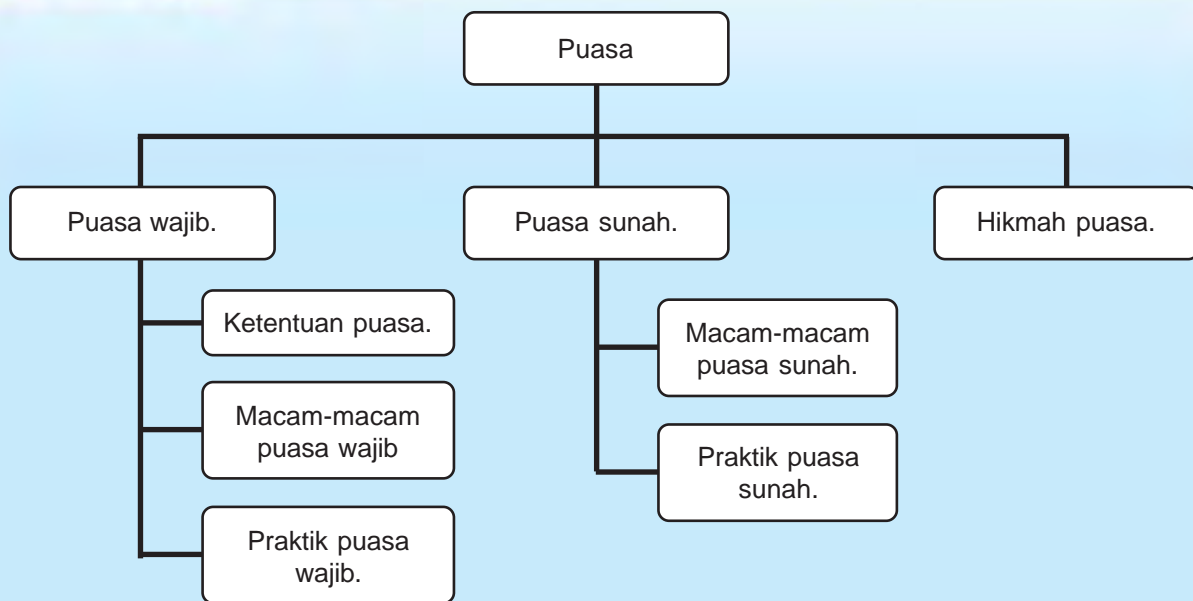 Puasa
Puasa wajib.
Puasa sunah.
Hikmah puasa.
Ketentuan puasa.
Macam-macam
puasa wajib
Praktik puasa
wajib.
Macam-macam
puasa sunah.
Praktik puasa
sunah.